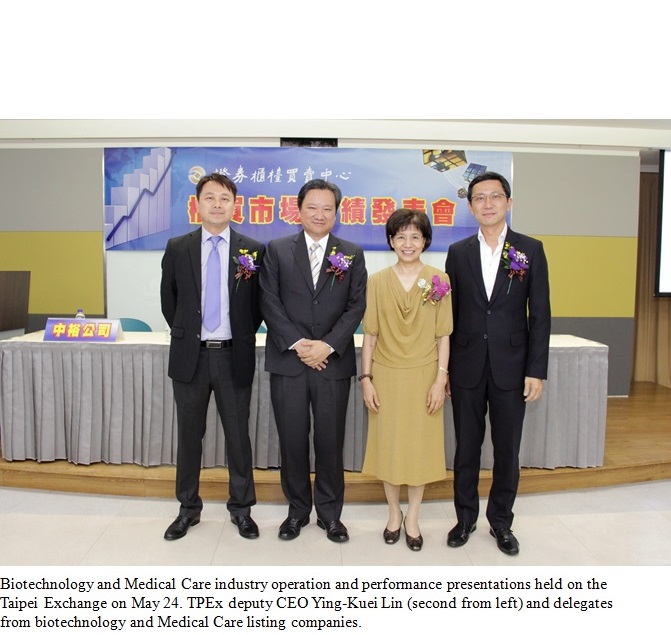 證券櫃檯買賣中心
櫃買市場績發表會
中裕公司
Biotechnology and Medical Care industry operation and performance presentations held on the
Taipei Exchange on May 24. TPEx deputy CEO Ying-Kuei Lin (second from left) and delegates
from biotechnology and Medical Care listing companies.